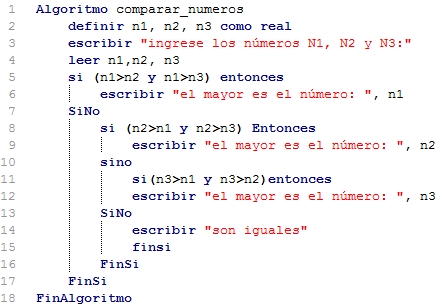 1 Algoritmo comparar_numeros
2 definir n1, n2, n3 como real
3 escribir "ingrese los números N1, N2 y N3:"
4 leer n1,n2, n3
5 si (n1>n2 y n1>n3) entonces
6 escribir "el mayor es el número: ", n1
7 SiNo
8 si (n2>n1 y n2>n3) Entonces
9 escribir "el mayor es el número: ", n2
10 sino
11 si(n3>n1 y n3>n2)entonces
12 escribir "el mayor es el número: ", n3
13 SiNo
14 escribir "son iguales"
15 finsi
16 FinSi
17 FinSi
18 FinAlgoritmo